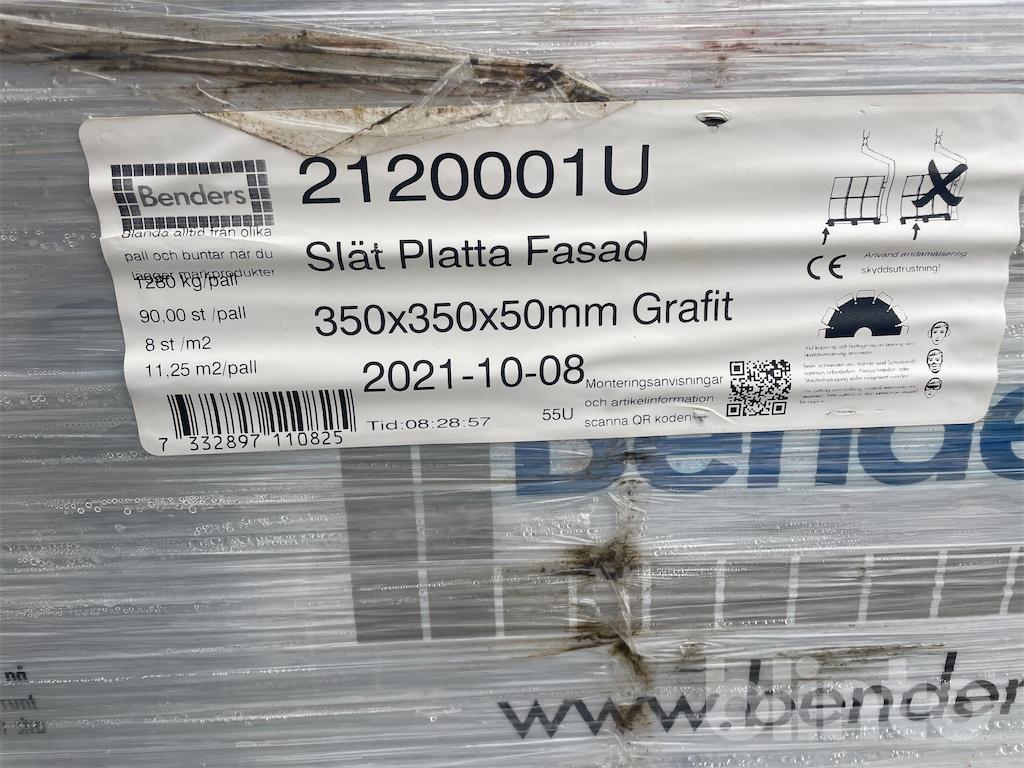 Benders
2120001U
Blanda alltid från olika
pall och buntar när du
lägger markprodukter
Slät Platta Fasad
1280 kg/pall
350x350x50mm Grafit
90,00 st /pall
8 st /m2
11,25 m2/pall
2021-10-08
7 332897 110825
Tid:08:28:57
55U
Monteringsanvisningar
och artikelinformation
scanna QR koden
CE
Använd ändamålsenlig
skyddsutrustning!
Bende
www.bender